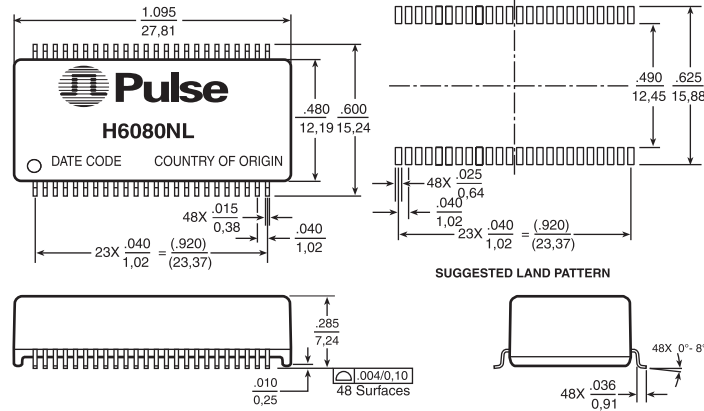 1.095
27,81
Pulse
H6080NL
DATE CODE COUNTRY OF ORIGIN
.480
12,19
.600
15,24
48X .015
0,38
.040
1,02
23X .040 = (.920)
1,02 (23,37)
.490
12,45
.625
15,88
48X .025
0,64
.040
1,02
23X .040 = (.920)
1,02 (23,37)
SUGGESTED LAND PATTERN
.285
7,24
.010
0,25
.004/0,10
48 Surfaces
48X 0°- 8°
48X .036
0,91